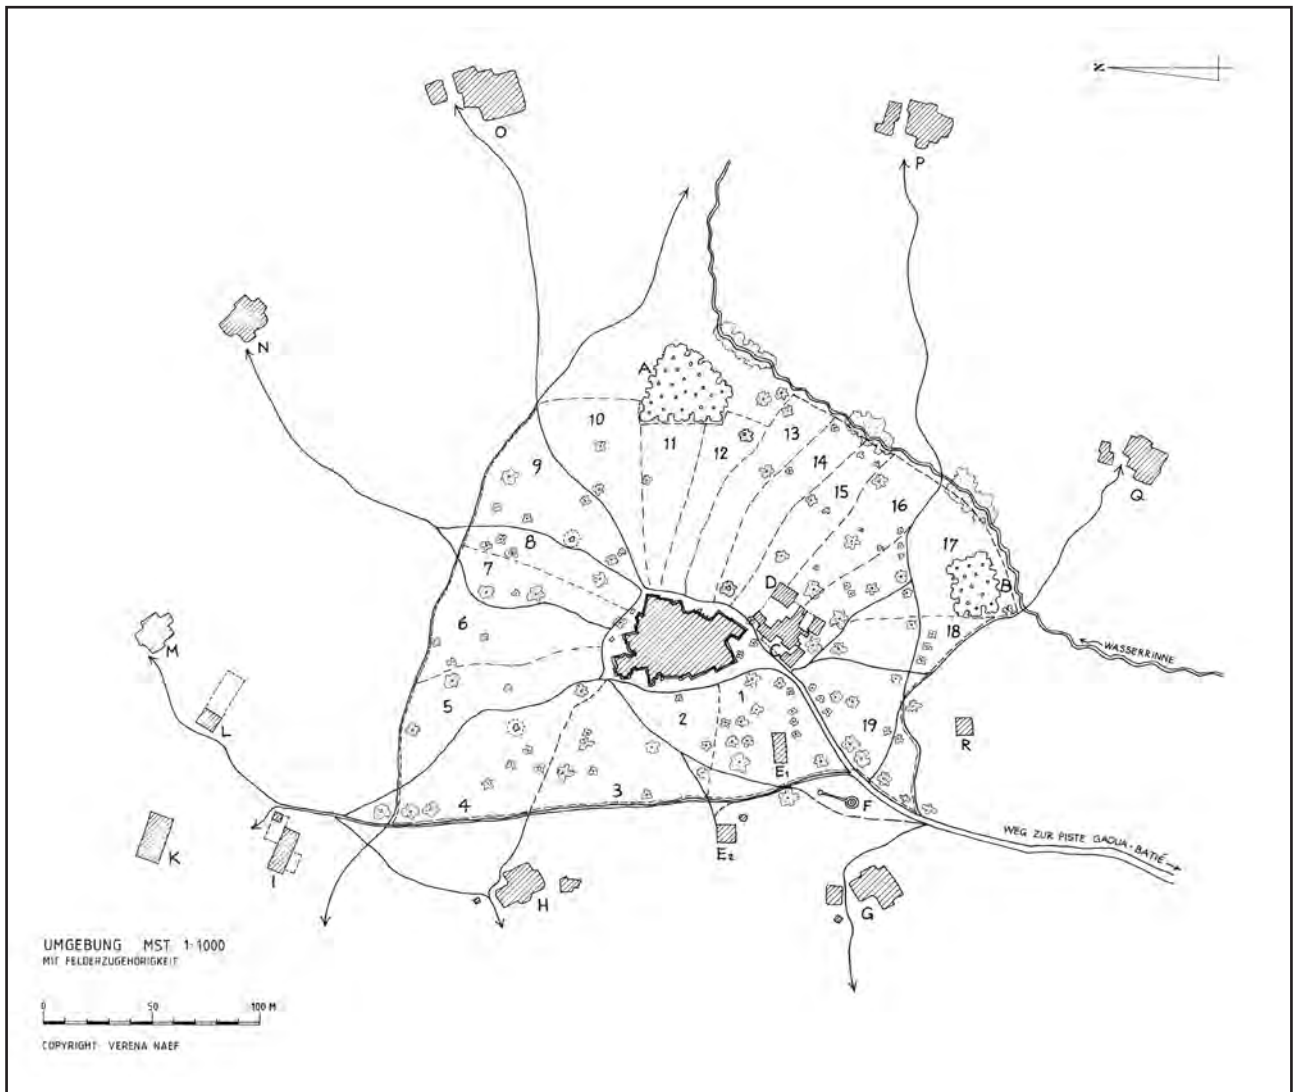 N
O
P
N
A
10
11
12
13
14
15
16
9
8
7
17
Q
B
D
6
18
WASSERRINNE
M
5
L
1
2
19
R
E1
4
3
F
E2
WEG ZUR PISTE GAOUA - BATIÉ
K
I
H
G
UMGEBUNG MST 1:1000
MIT FELDERZUGEHÖRIGKEIT
0 50 100 M
COPYRIGHT: VERENA NAEF